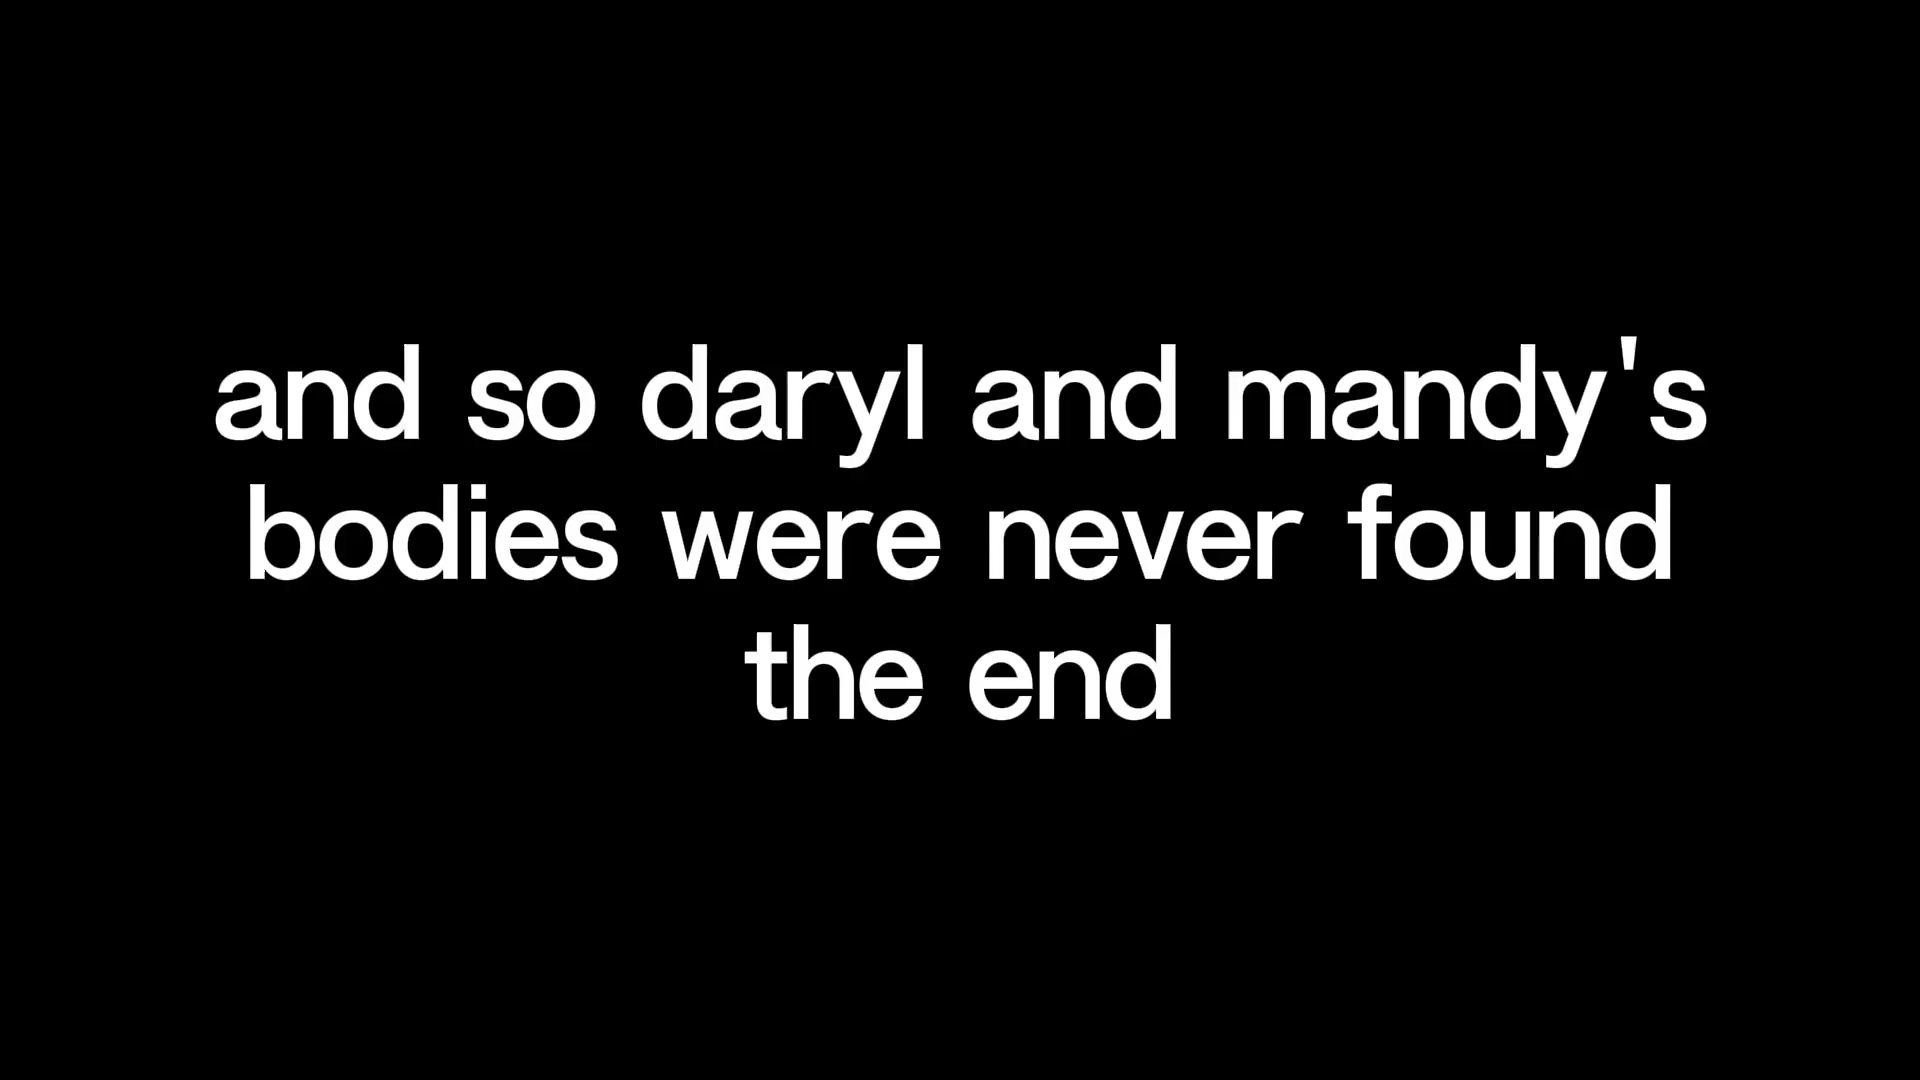 and so daryl and mandy's
bodies were never found
the end